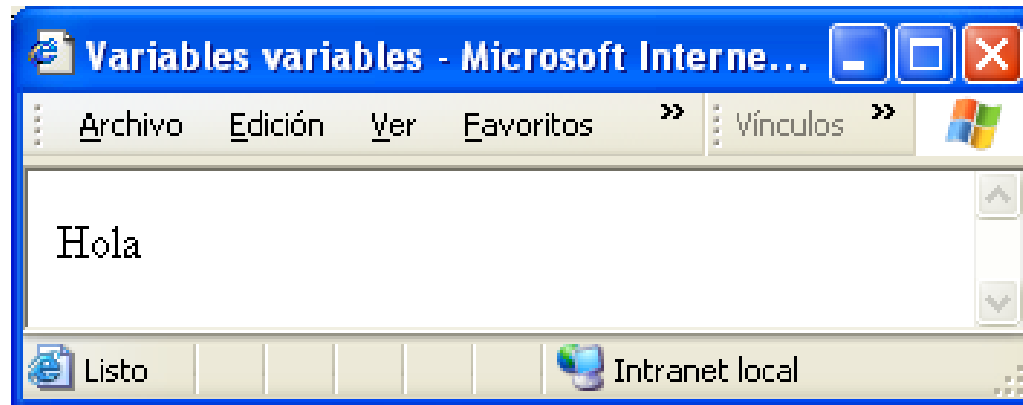 Variables variables - Microsoft Interne...
Archivo Edición Ver Favoritos » Vínculos »
Hola
Listo Intranet local